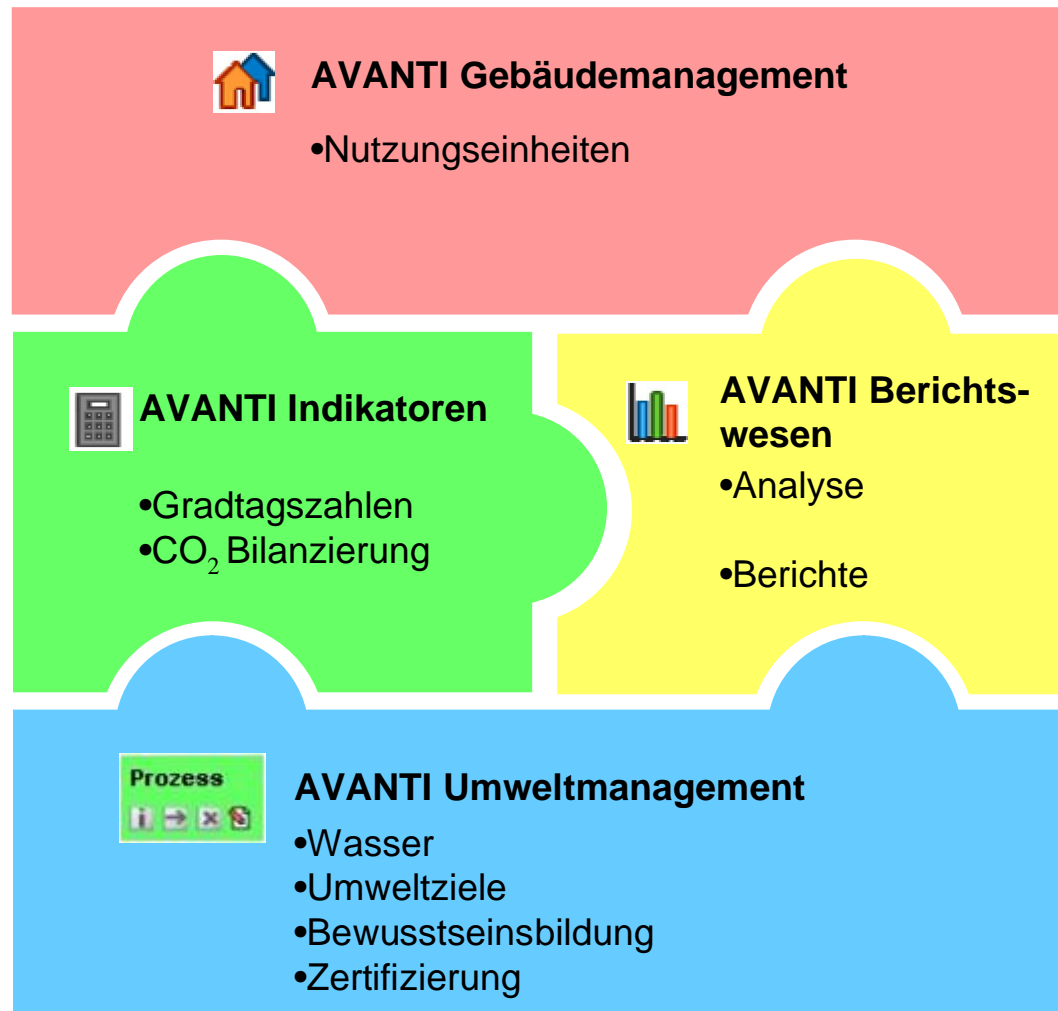 AVANTI Gebäudemanagement
•Nutzungseinheiten
AVANTI Indikatoren
•Gradtagszahlen
•CO₂ Bilanzierung
AVANTI Berichts-
wesen
•Analyse
•Berichte
Prozess
AVANTI Umweltmanagement
•Wasser
•Umweltziele
•Bewusstseinsbildung
•Zertifizierung